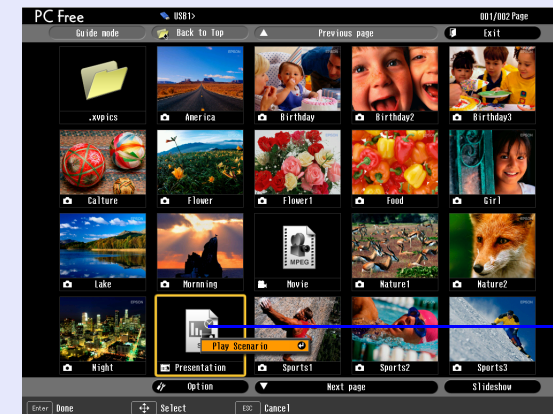 PC Free USB1> 001/002 Page
Guide mode Back to Top Previous page Exit
.xvpics America Birthday Birthday2 Birthday3
Calture Flower Flower1 Food Girl
MPEG
Lake Mornning Movie Nature1 Nature2
Play Scenario
Night Presentation Sports1 Sports2 Sports3
Option Next page Slideshow
Enter Done Select ESC Cancel